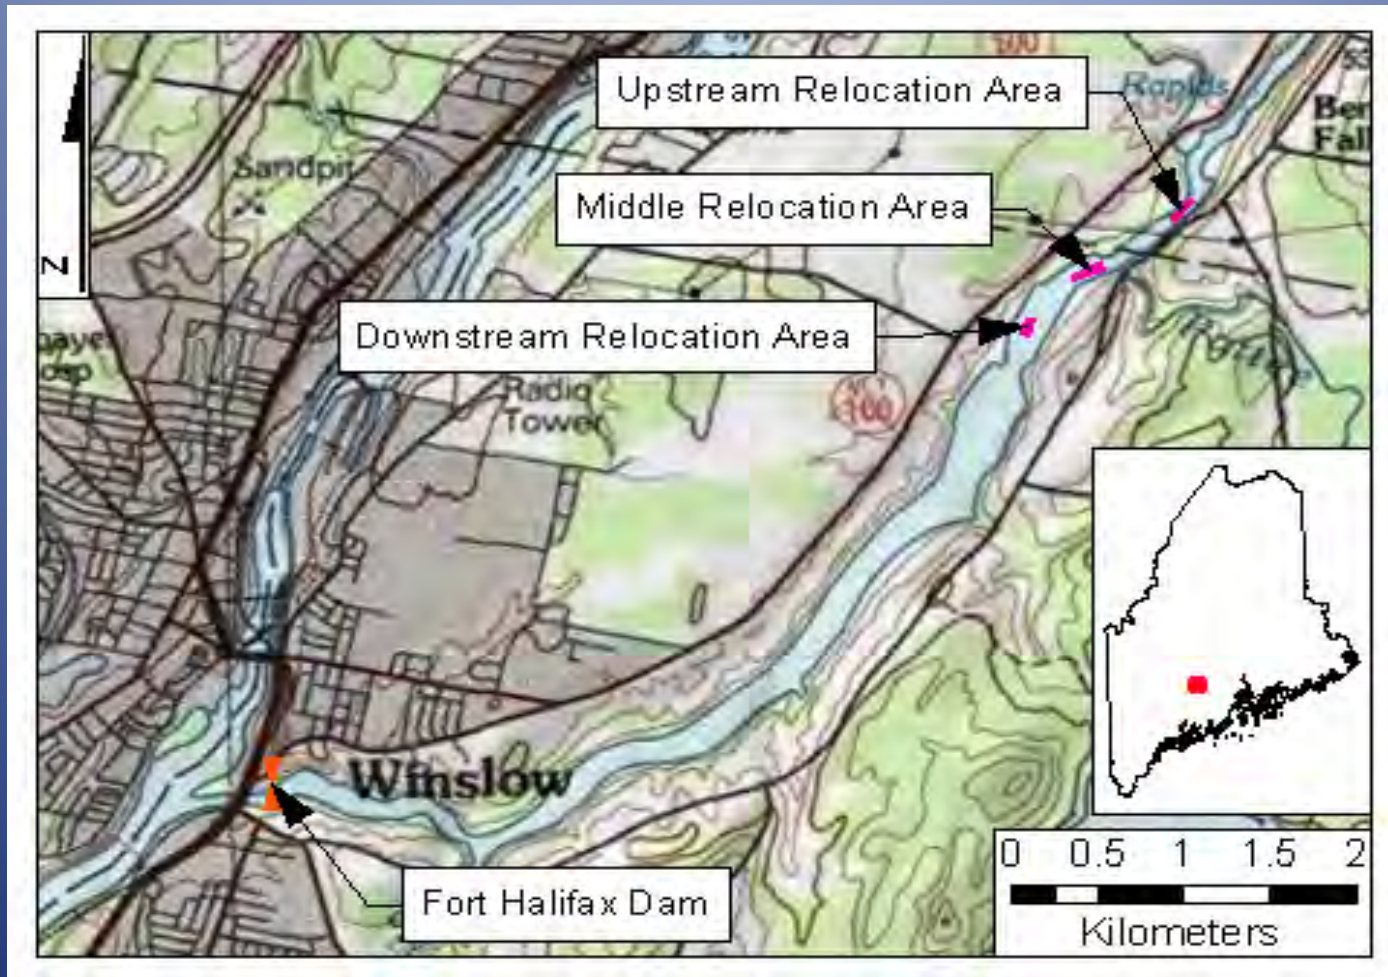 100
Upstream Relocation Area
Rapids
Sandpit
Middle Relocation Area
N
Downstream Relocation Area
Radio
Tower
100
Winslow
Fort Halifax Dam
0 0.5 1 1.5 2
Kilometers